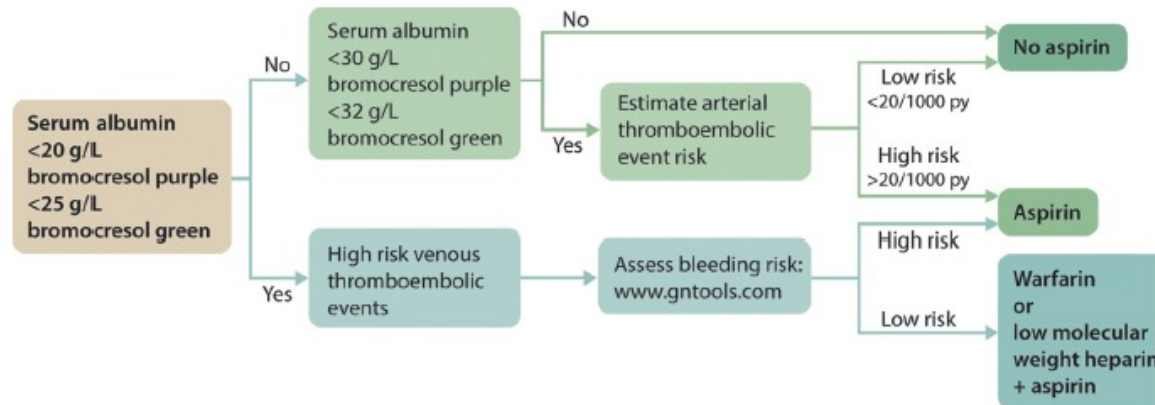 Serum albumin
<20 g/L
bromocresol purple
<25 g/L
bromocresol green
No
Yes
Serum albumin
<30 g/L
bromocresol purple
<32 g/L
bromocresol green
High risk venous
thromboembolic
events
No
Yes
Estimate arterial
thromboembolic
event risk
Assess bleeding risk:
www.gntools.com
Low risk
<20/1000 py
High risk
>20/1000 py
High risk
Low risk
No aspirin
Aspirin
Warfarin
or
low molecular
weight heparin
+ aspirin